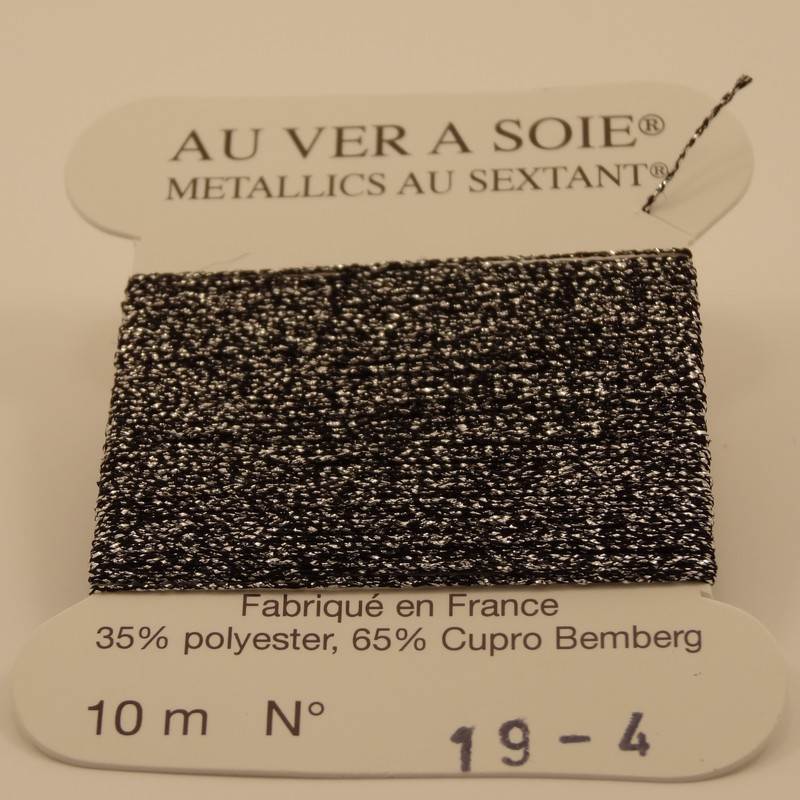 AU VER A SOIE®
METALLICS AU SEXTANT®
Fabriqué en France
35% polyester, 65% Cupro Bemberg
10 m N° 19-4